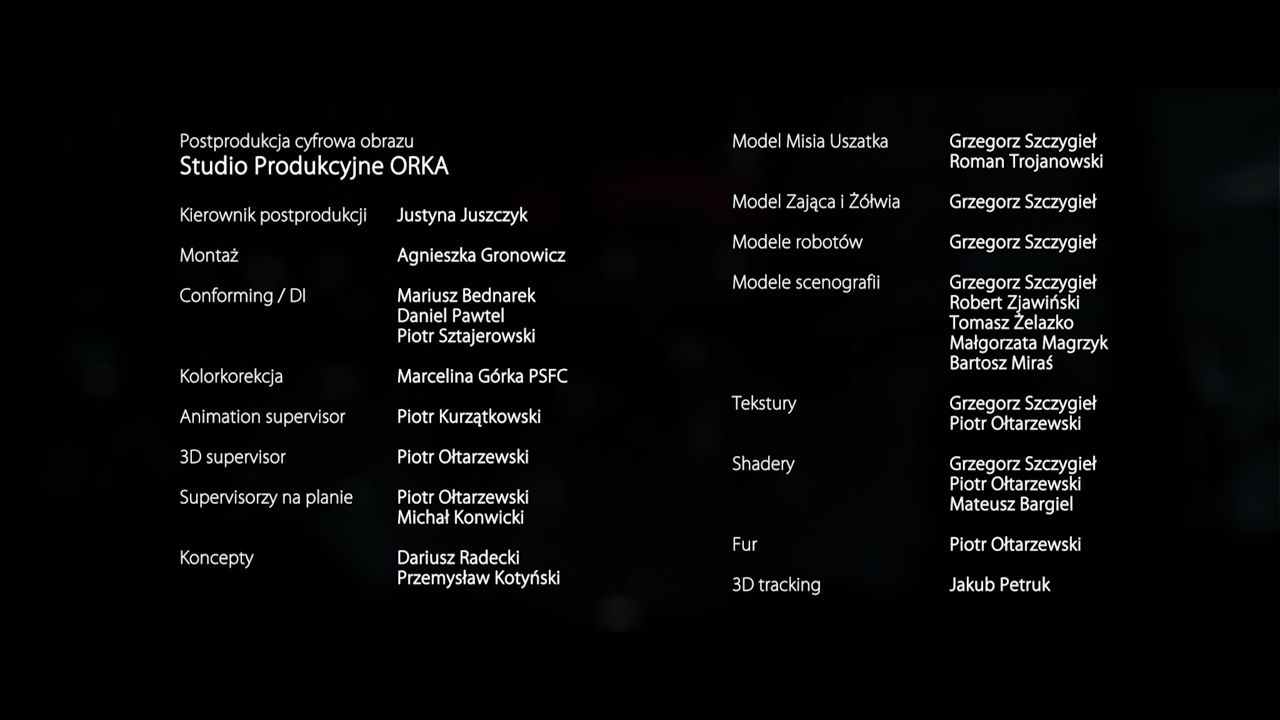 Postprodukcja cyfrowa obrazu
Studio Produkcyjne ORKA
Kierownik postprodukcji Justyna Juszczyk
Montaż Agnieszka Gronowicz
Conforming / DI Mariusz Bednarek
Daniel Pawtel
Piotr Sztajerowski
Kolorkorekcja Marcelina Górka PSFC
Animation supervisor Piotr Kurzątkowski
3D supervisor Piotr Ołtarzewski
Supervisorzy na planie Piotr Ołtarzewski
Michał Konwicki
Koncepty Dariusz Radecki
Przemysław Kotyński
Model Misia Uszatka Grzegorz Szczygieł
Roman Trojanowski
Model Zająca i Żółwia Grzegorz Szczygieł
Modele robotów Grzegorz Szczygieł
Modele scenografii Grzegorz Szczygieł
Robert Zjawiński
Tomasz Żelazko
Małgorzata Magrzyk
Bartosz Miraś
Tekstury Grzegorz Szczygieł
Piotr Ołtarzewski
Shadery Grzegorz Szczygieł
Piotr Ołtarzewski
Mateusz Bargiel
Fur Piotr Ołtarzewski
3D tracking Jakub Petruk